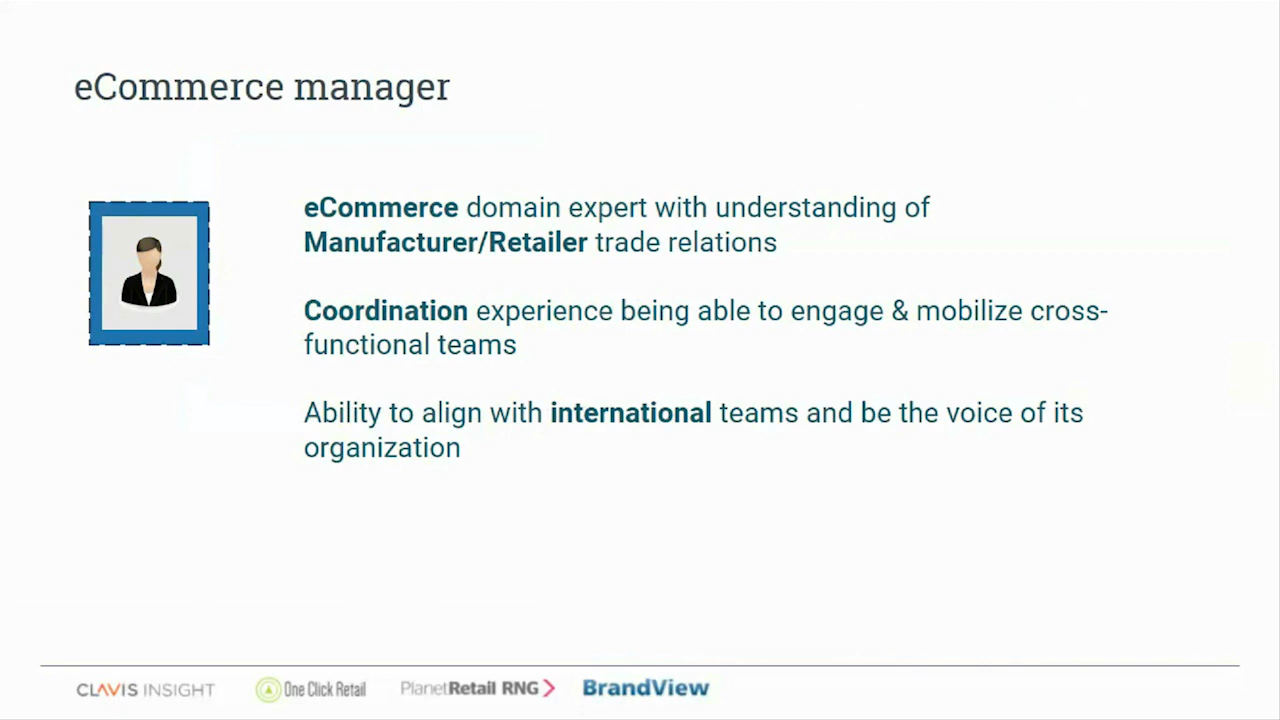 eCommerce manager
eCommerce domain expert with understanding of
Manufacturer/Retailer trade relations
Coordination experience being able to engage & mobilize cross-
functional teams
Ability to align with international teams and be the voice of its
organization
CLAVIS INSIGHT One Click Retail PlanetRetail RNG BrandView